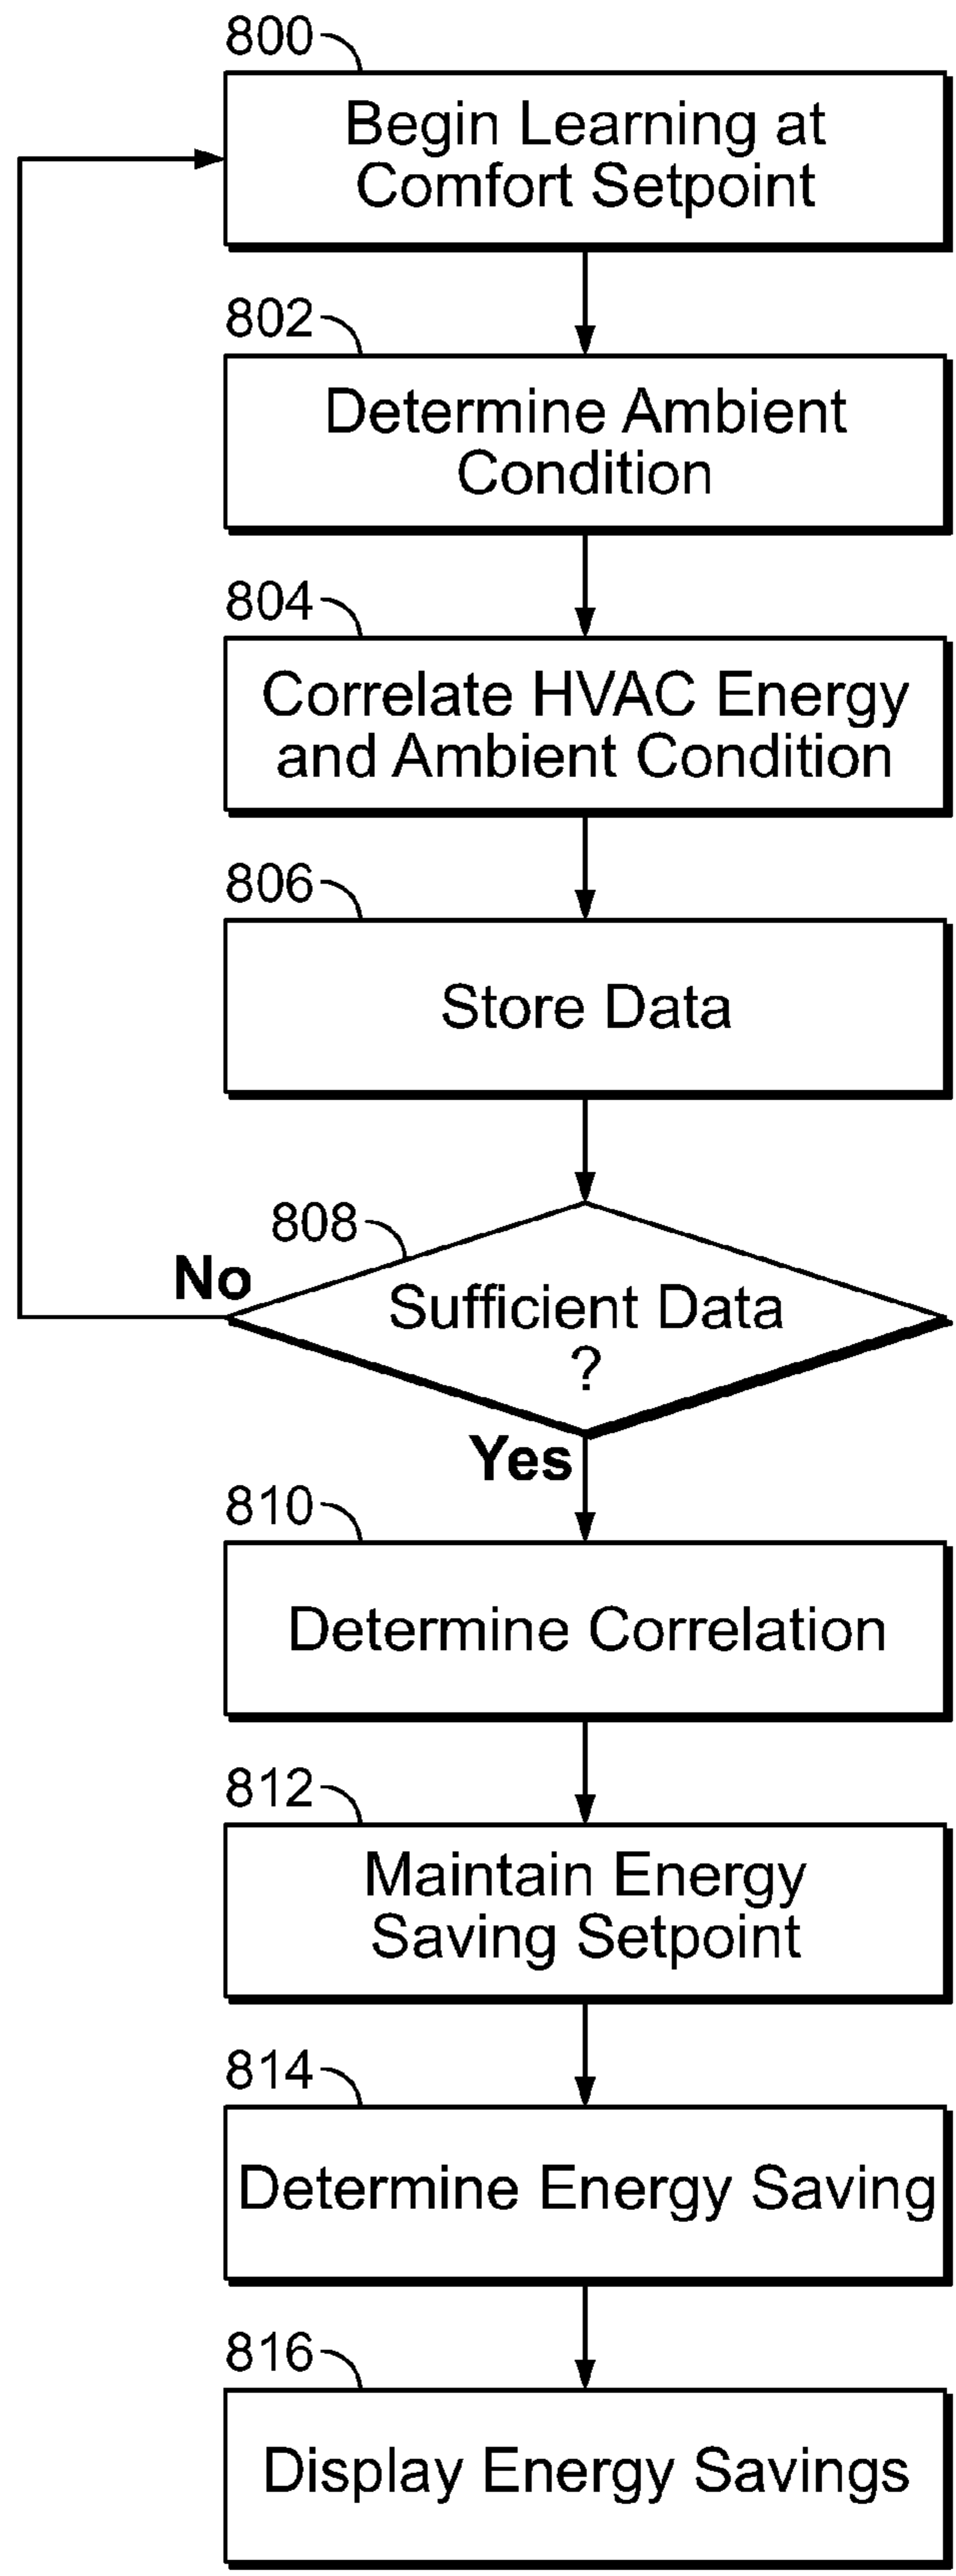 800
Begin Learning at
Comfort Setpoint
802
Determine Ambient
Condition
804
Correlate HVAC Energy
and Ambient Condition
806
Store Data
808
No
Sufficient Data
?
Yes
810
Determine Correlation
812
Maintain Energy
Saving Setpoint
814
Determine Energy Saving
816
Display Energy Savings